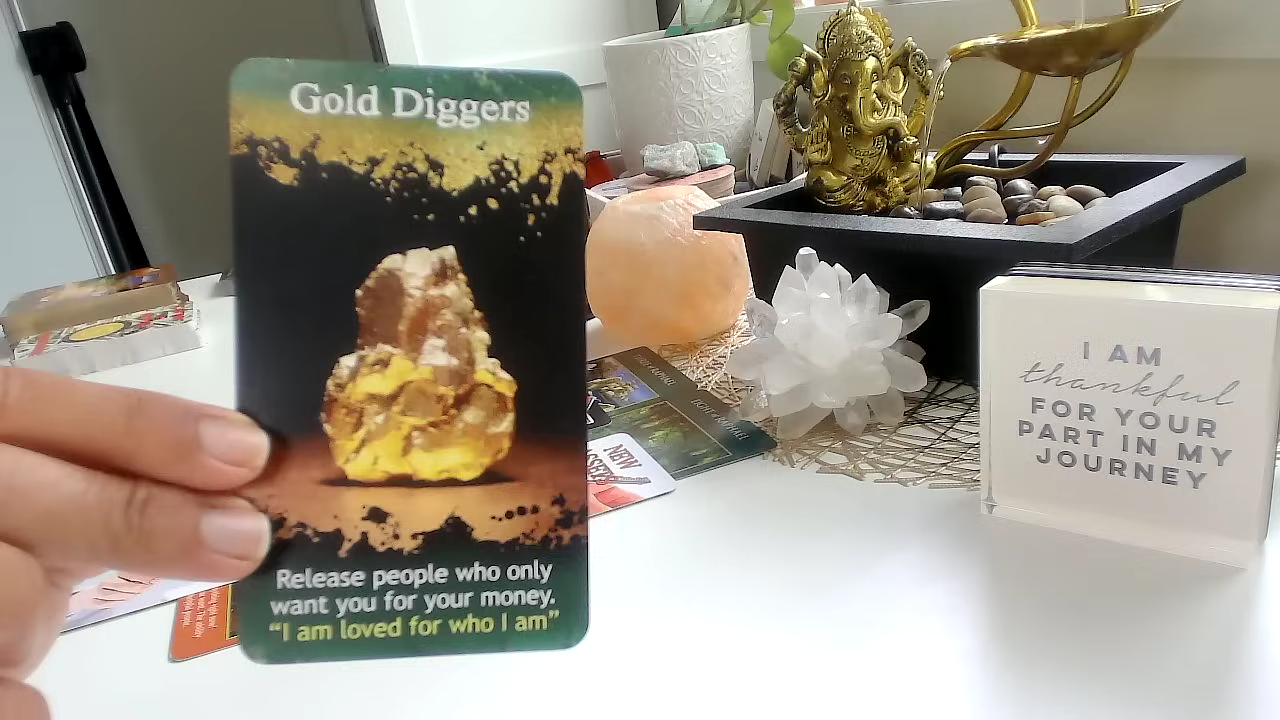 Gold Diggers
Release people who only
want you for your money.
"I am loved for who I am"
I AM
thankful
FOR YOUR
PART IN MY
JOURNEY
NEW